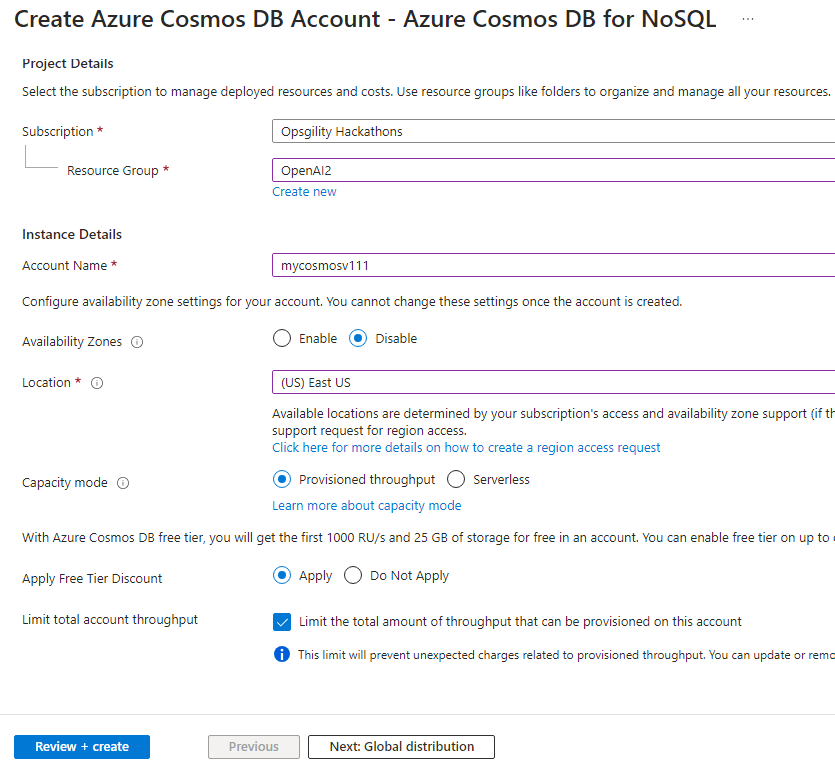 Create Azure Cosmos DB Account - Azure Cosmos DB for NoSQL ...
Project Details
Select the subscription to manage deployed resources and costs. Use resource groups like folders to organize and manage all your resources.
Subscription *
Opsgility Hackathons
Resource Group *
OpenAI2
Create new
Instance Details
Account Name *
mycosmosv111
Configure availability zone settings for your account. You cannot change these settings once the account is created.
Availability Zones
Enable
Disable
Location *
(US) East US
Available locations are determined by your subscription's access and availability zone support (if
support request for region access.
Click here for more details on how to create a region access request
Capacity mode
Provisioned throughput
Serverless
Learn more about capacity mode
With Azure Cosmos DB free tier, you will get the first 1000 RU/s and 25 GB of storage for free in an account. You can enable free tier on up to
Apply Free Tier Discount
Apply
Do Not Apply
Limit total account throughput
Limit the total amount of throughput that can be provisioned on this account
This limit will prevent unexpected charges related to provisioned throughput. You can update or
Review + create
Previous
Next: Global distribution